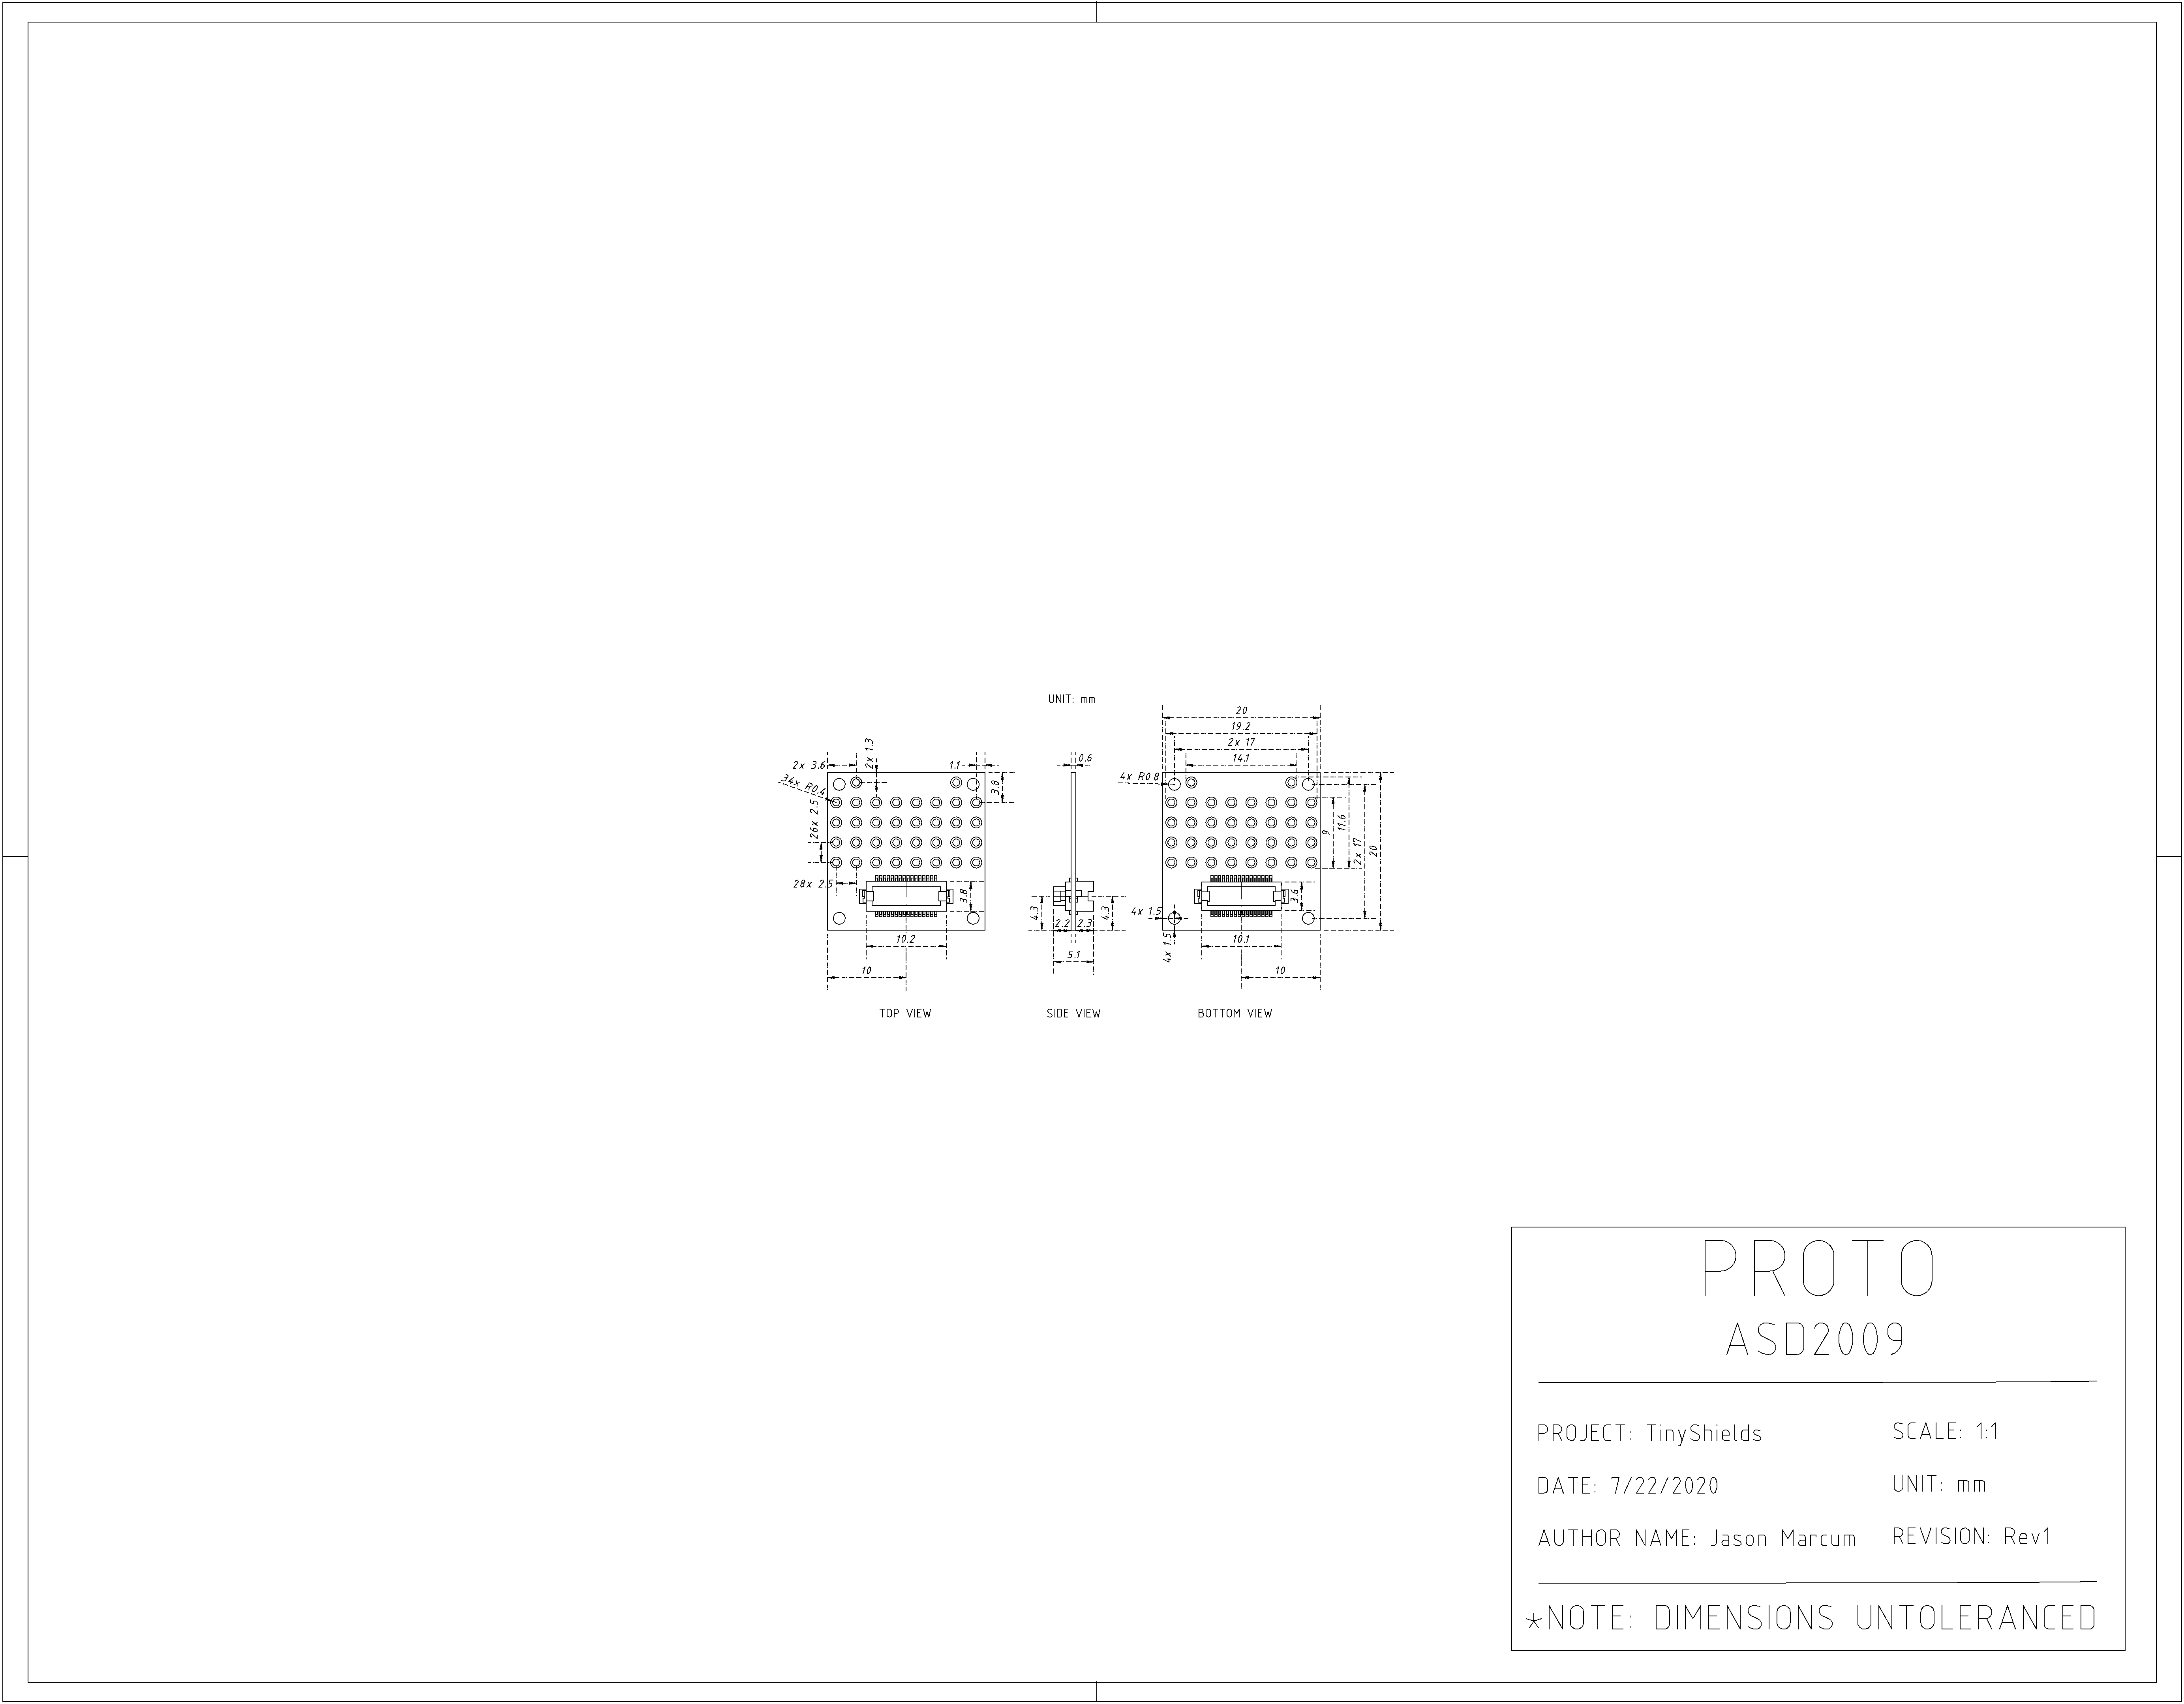 UNIT: mm
2x 3.6
2x 1.3
1.1
3.8
34x R0.4
26x 2.5
28x 2.5
3.8
10.2
10
TOP VIEW
0.6
4.3
4.3
2.2
2.3
5.1
SIDE VIEW
20
19.2
2x 17
14.1
4x R0.8
9
11.6
2x 17
20
3.6
4x 1.5
4x 1.5
10.1
10
BOTTOM VIEW
PROTO
ASD2009
PROJECT: TinyShields
SCALE: 1:1
DATE: 7/22/2020
UNIT: mm
AUTHOR NAME: Jason Marcum
REVISION: Rev1
*NOTE: DIMENSIONS UNTOLERANCED